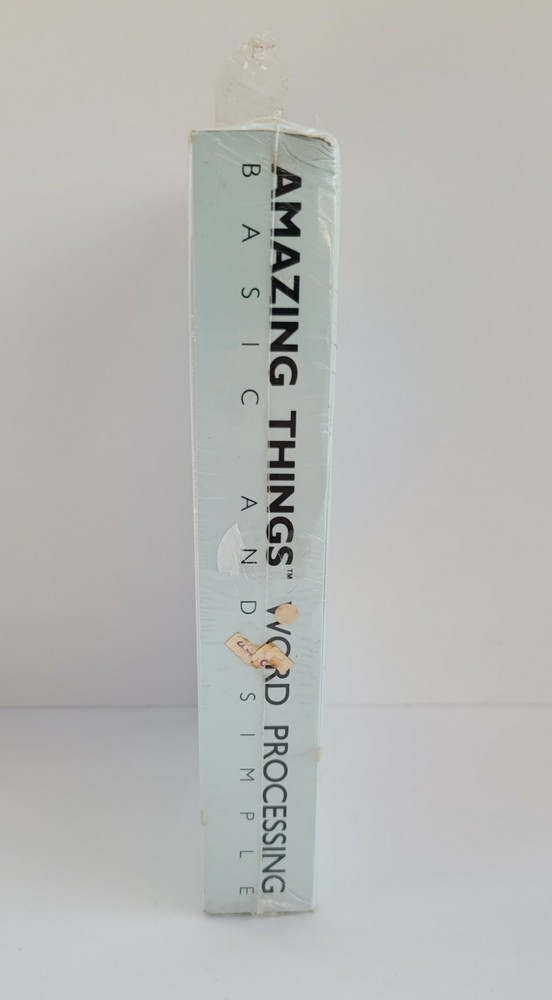 AMAZING THINGS™ WORD PROCESSING
BASIC AND SIMPLE